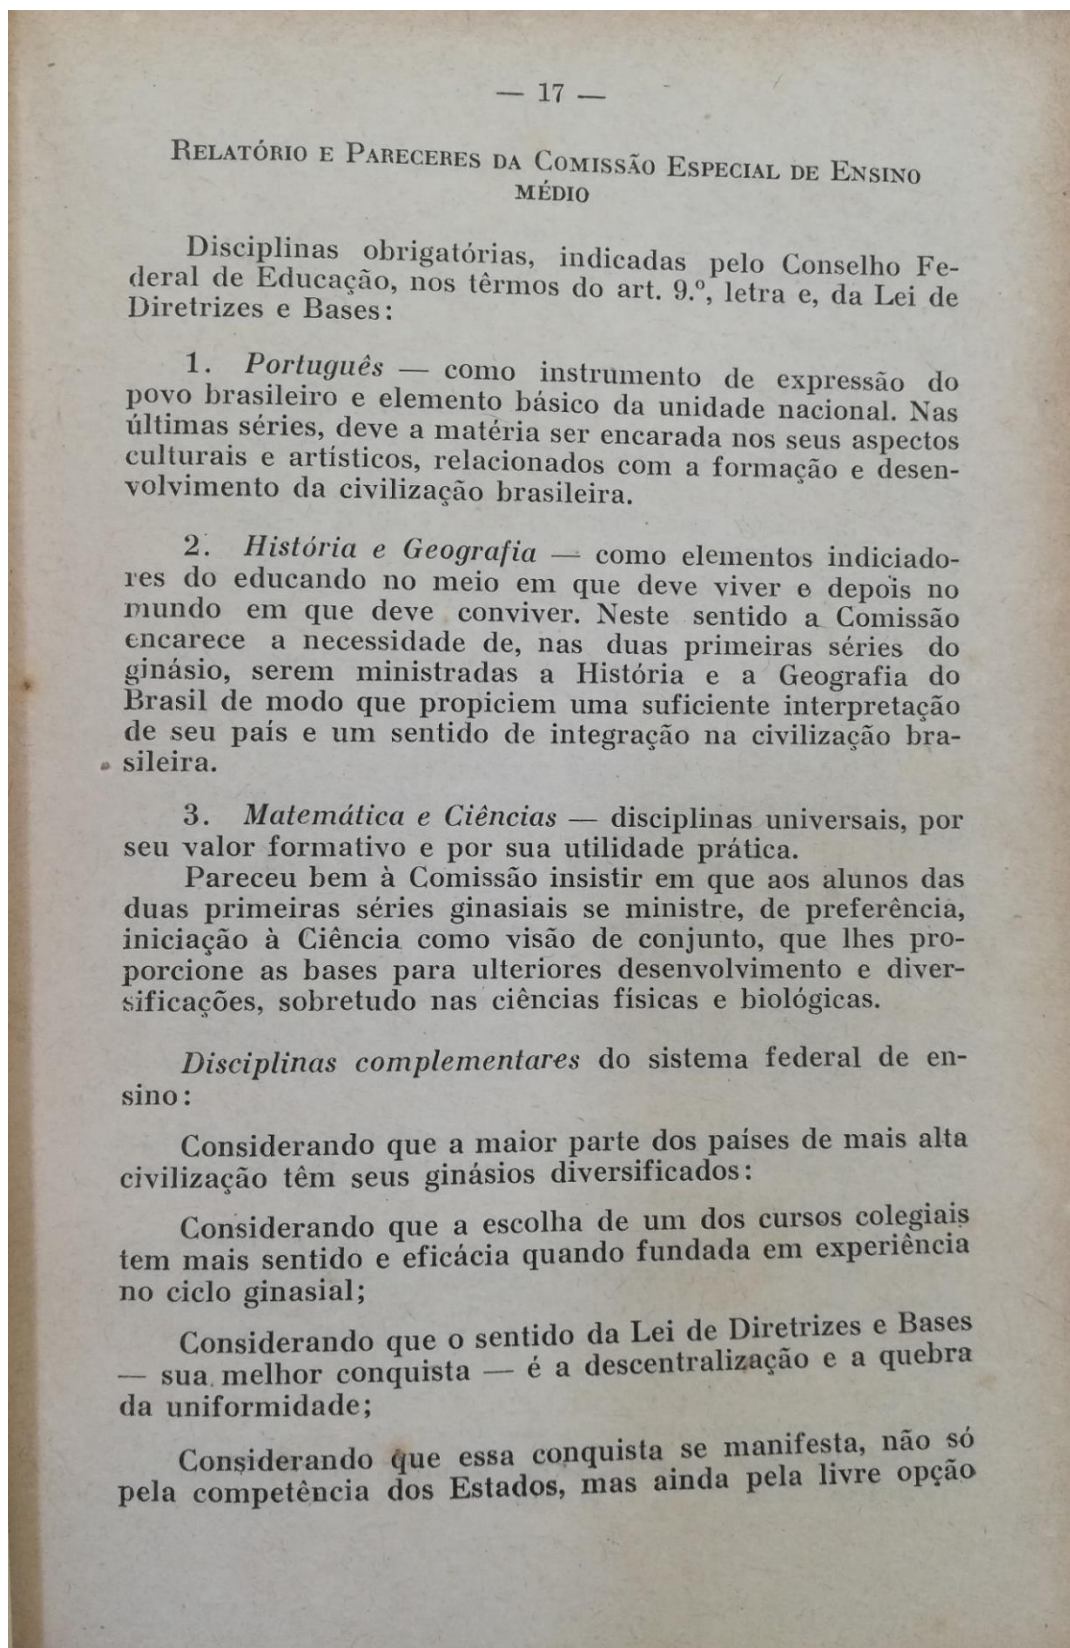 — 17 —
Relatório e Pareceres da Comissão Especial de Ensino
médio
Disciplinas obrigatórias, indicadas pelo Conselho Fe-
deral de Educação, nos têrmos do art. 9.º, letra e, da Lei de
Diretrizes e Bases:
1. Português — como instrumento de expressão do
povo brasileiro e elemento básico da unidade nacional. Nas
últimas séries, deve a matéria ser encarada nos seus aspectos
culturais e artísticos, relacionados com a formação e desen-
volvimento da civilização brasileira.
2. História e Geografia — como elementos indiciado-
res do educando no meio em que deve viver e depois no
mundo em que deve conviver. Neste sentido a Comissão
encarece a necessidade de, nas duas primeiras séries do
ginásio, serem ministradas a História e a Geografia do
Brasil de modo que propiciem uma suficiente interpretação
de seu país e um sentido de integração na civilização bra-
sileira.
3. Matemática e Ciências — disciplinas universais, por
seu valor formativo e por sua utilidade prática.
Pareceu bem à Comissão insistir em que aos alunos das
duas primeiras séries ginasiais se ministre, de preferência,
iniciação à Ciência como visão de conjunto, que lhes pro-
porcione as bases para ulteriores desenvolvimento e diver-
sificações, sobretudo nas ciências físicas e biológicas.
Disciplinas complementares do sistema federal de en-
sino:
Considerando que a maior parte dos países de mais alta
civilização têm seus ginásios diversificados:
Considerando que a escolha de um dos cursos colegiais
tem mais sentido e eficácia quando fundada em experiência
no ciclo ginasial;
Considerando que o sentido da Lei de Diretrizes e Bases
— sua melhor conquista — é a descentralização e a quebra
da uniformidade;
Considerando que essa conquista se manifesta, não só
pela competência dos Estados, mas ainda pela livre opção